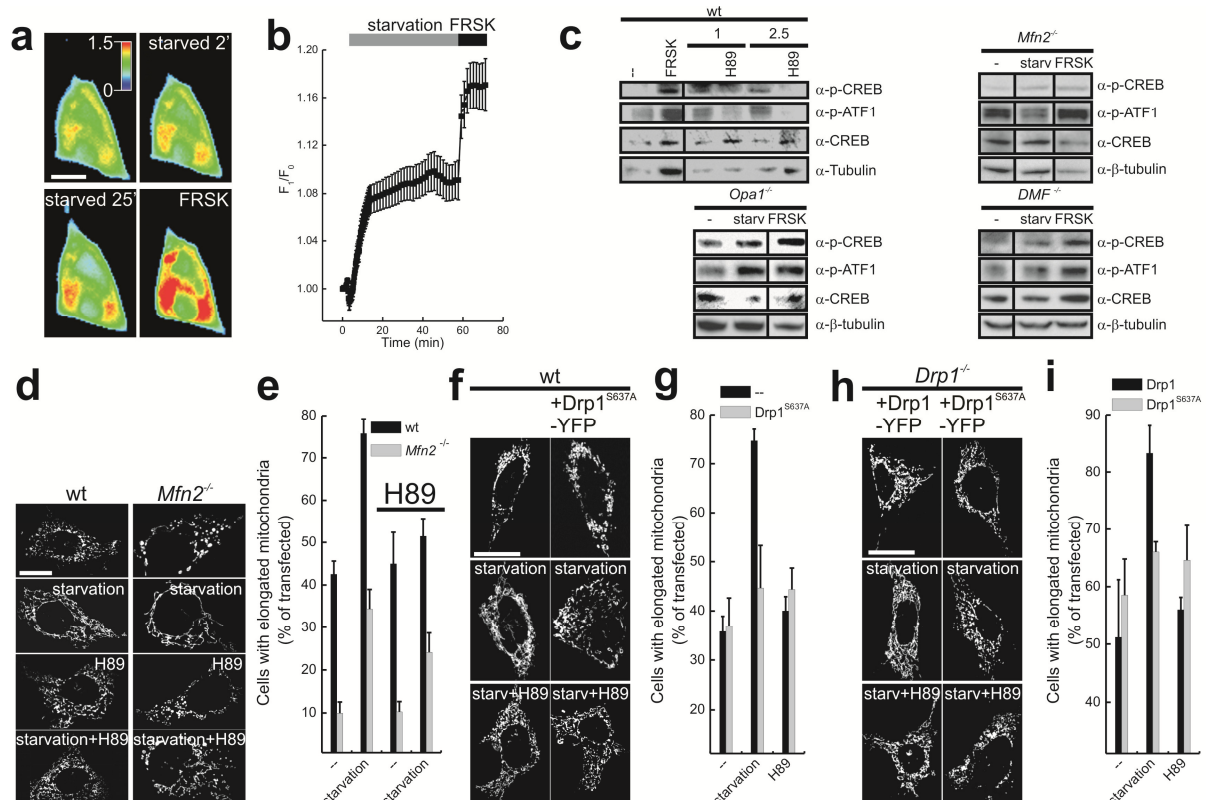 a
1.5
0
starved 2'
starved 25'
FRSK
b
starvation FRSK
1.20
1.16
1.12
1.08
1.04
1.00
F1/F0
0 20 40 60 80
Time (min)
c
wt
1 2.5
-- FRSK H89 H89
α-p-CREB
α-p-ATF1
α-CREB
α-Tubulin
Mfn2-/-
- starv FRSK
α-p-CREB
α-p-ATF1
α-CREB
α-β-tubulin
Opa1-/-
- starv FRSK
α-p-CREB
α-p-ATF1
α-CREB
α-β-tubulin
DMF -/-
- starv FRSK
α-p-CREB
α-p-ATF1
α-CREB
α-β-tubulin
d
wt Mfn2-/-
starvation starvation
H89 H89
starvation+H89 starvation+H89
e
80
70
60
50
40
30
20
10
Cells with elongated mitochondria
(% of transfected)
wt
Mfn2 -/-
H89
-- starvation -- starvation
f
wt
+Drp1S637A
-YFP
starvation starvation
starv+H89 starv+H89
g
--
Drp1S637A
80
70
60
50
40
30
20
Cells with elongated mitochondria
(% of transfected)
-- starvation H89
h
Drp1-/-
+Drp1 +Drp1S637A
-YFP -YFP
starvation starvation
starv+H89 starv+H89
i
Drp1
Drp1S637A
90
80
70
60
50
40
Cells with elongated mitochondria
(% of transfected)
-- starvation H89